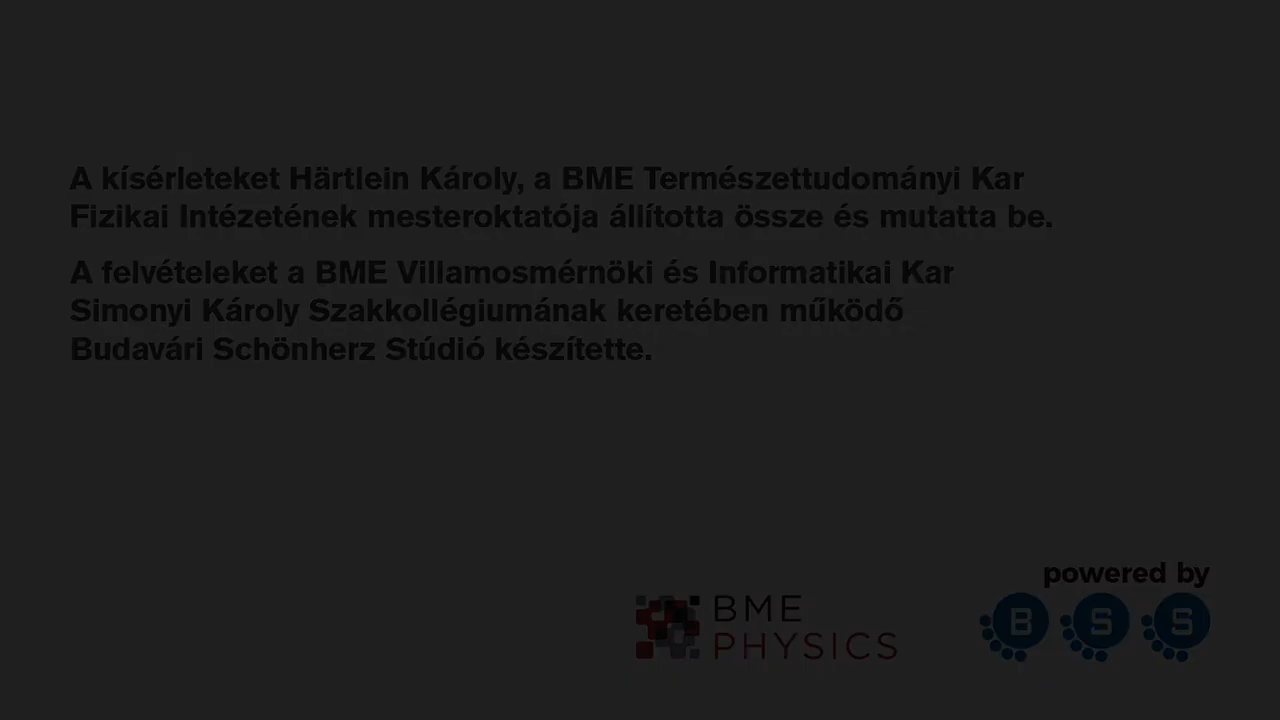 A kísérleteket Härtlein Károly, a BME Természettudományi Kar
Fizikai Intézetének mesteroktatója állította össze és mutatta be.
A felvételeket a BME Villamosmérnöki és Informatikai Kar
Simonyi Károly Szakkollégiumának keretében működő
Budavári Schönherz Stúdió készítette.
powered by
BME
PHYSICS
B S S